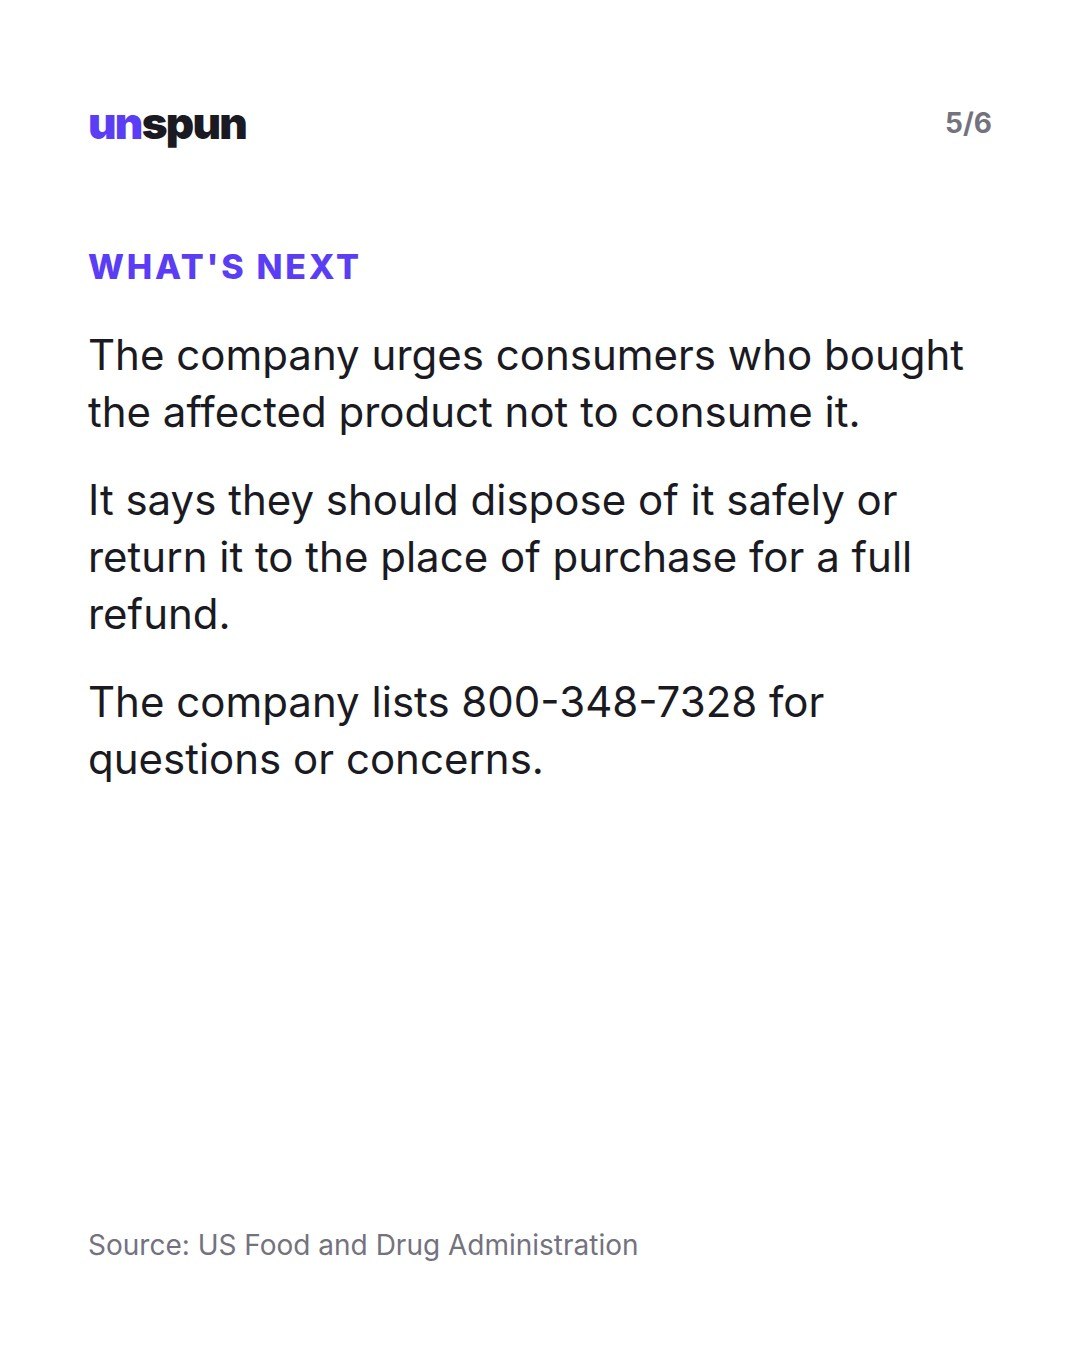 unspun
5/6
WHAT'S NEXT
The company urges consumers who bought
the affected product not to consume it.
It says they should dispose of it safely or
return it to the place of purchase for a full
refund.
The company lists 800-348-7328 for
questions or concerns.
Source: US Food and Drug Administration